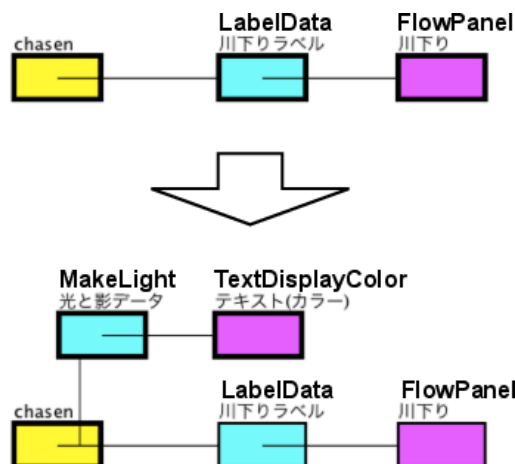 LabelData
FlowPanel
chasen
川下りラベル
川下り
MakeLight
TextDisplayColor
光と影データ
テキスト(カラー)
LabelData
FlowPanel
chasen
川下りラベル
川下り